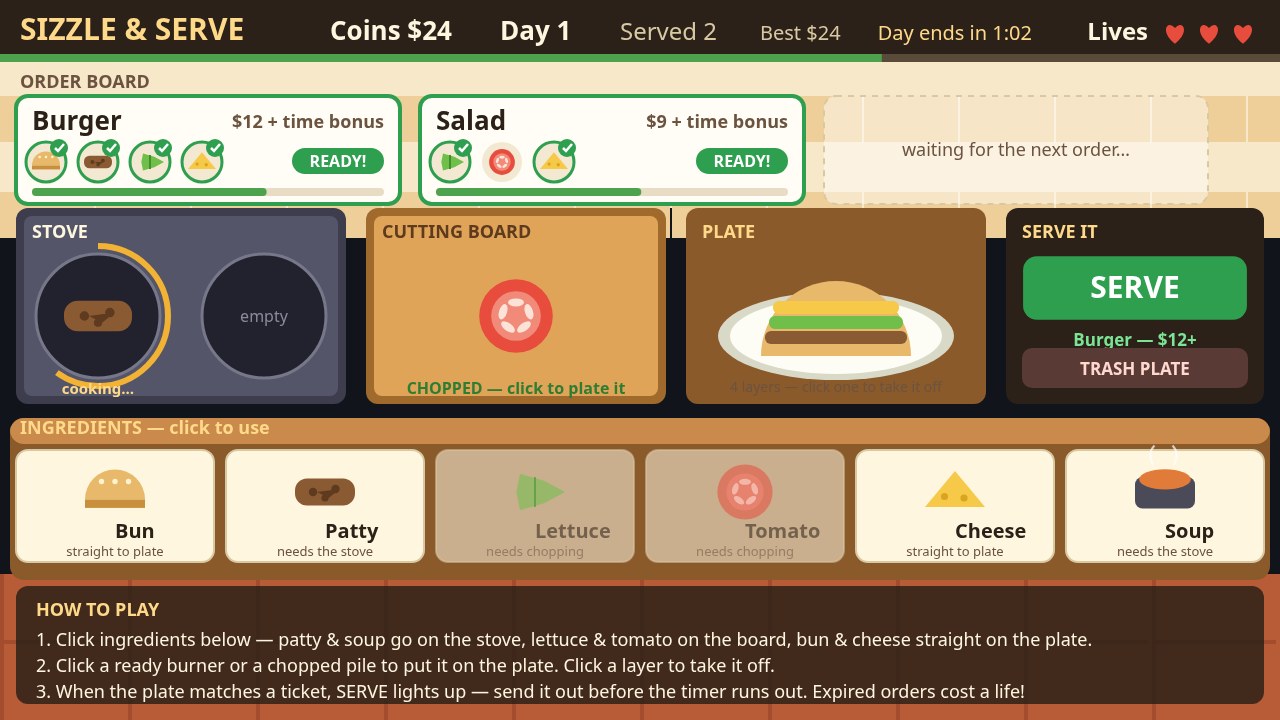 SIZZLE & SERVE Coins $24 Day 1 Served 2 Best $24 Day ends in 1:02 Lives
ORDER BOARD
Burger $12 + time bonus
READY!
Salad $9 + time bonus
READY!
waiting for the next order...
STOVE
empty
cooking...
CUTTING BOARD
CHOPPED — click to plate it
PLATE
4 layers — click one to take it off
SERVE IT
SERVE
Burger — $12+
TRASH PLATE
INGREDIENTS — click to use
Bun
straight to plate
Patty
needs the stove
Lettuce
needs chopping
Tomato
needs chopping
Cheese
straight to plate
Soup
needs the stove
HOW TO PLAY
1. Click ingredients below — patty & soup go on the stove, lettuce & tomato on the board, bun & cheese straight on the plate.
2. Click a ready burner or a chopped pile to put it on the plate. Click a layer to take it off.
3. When the plate matches a ticket, SERVE lights up — send it out before the timer runs out. Expired orders cost a life!